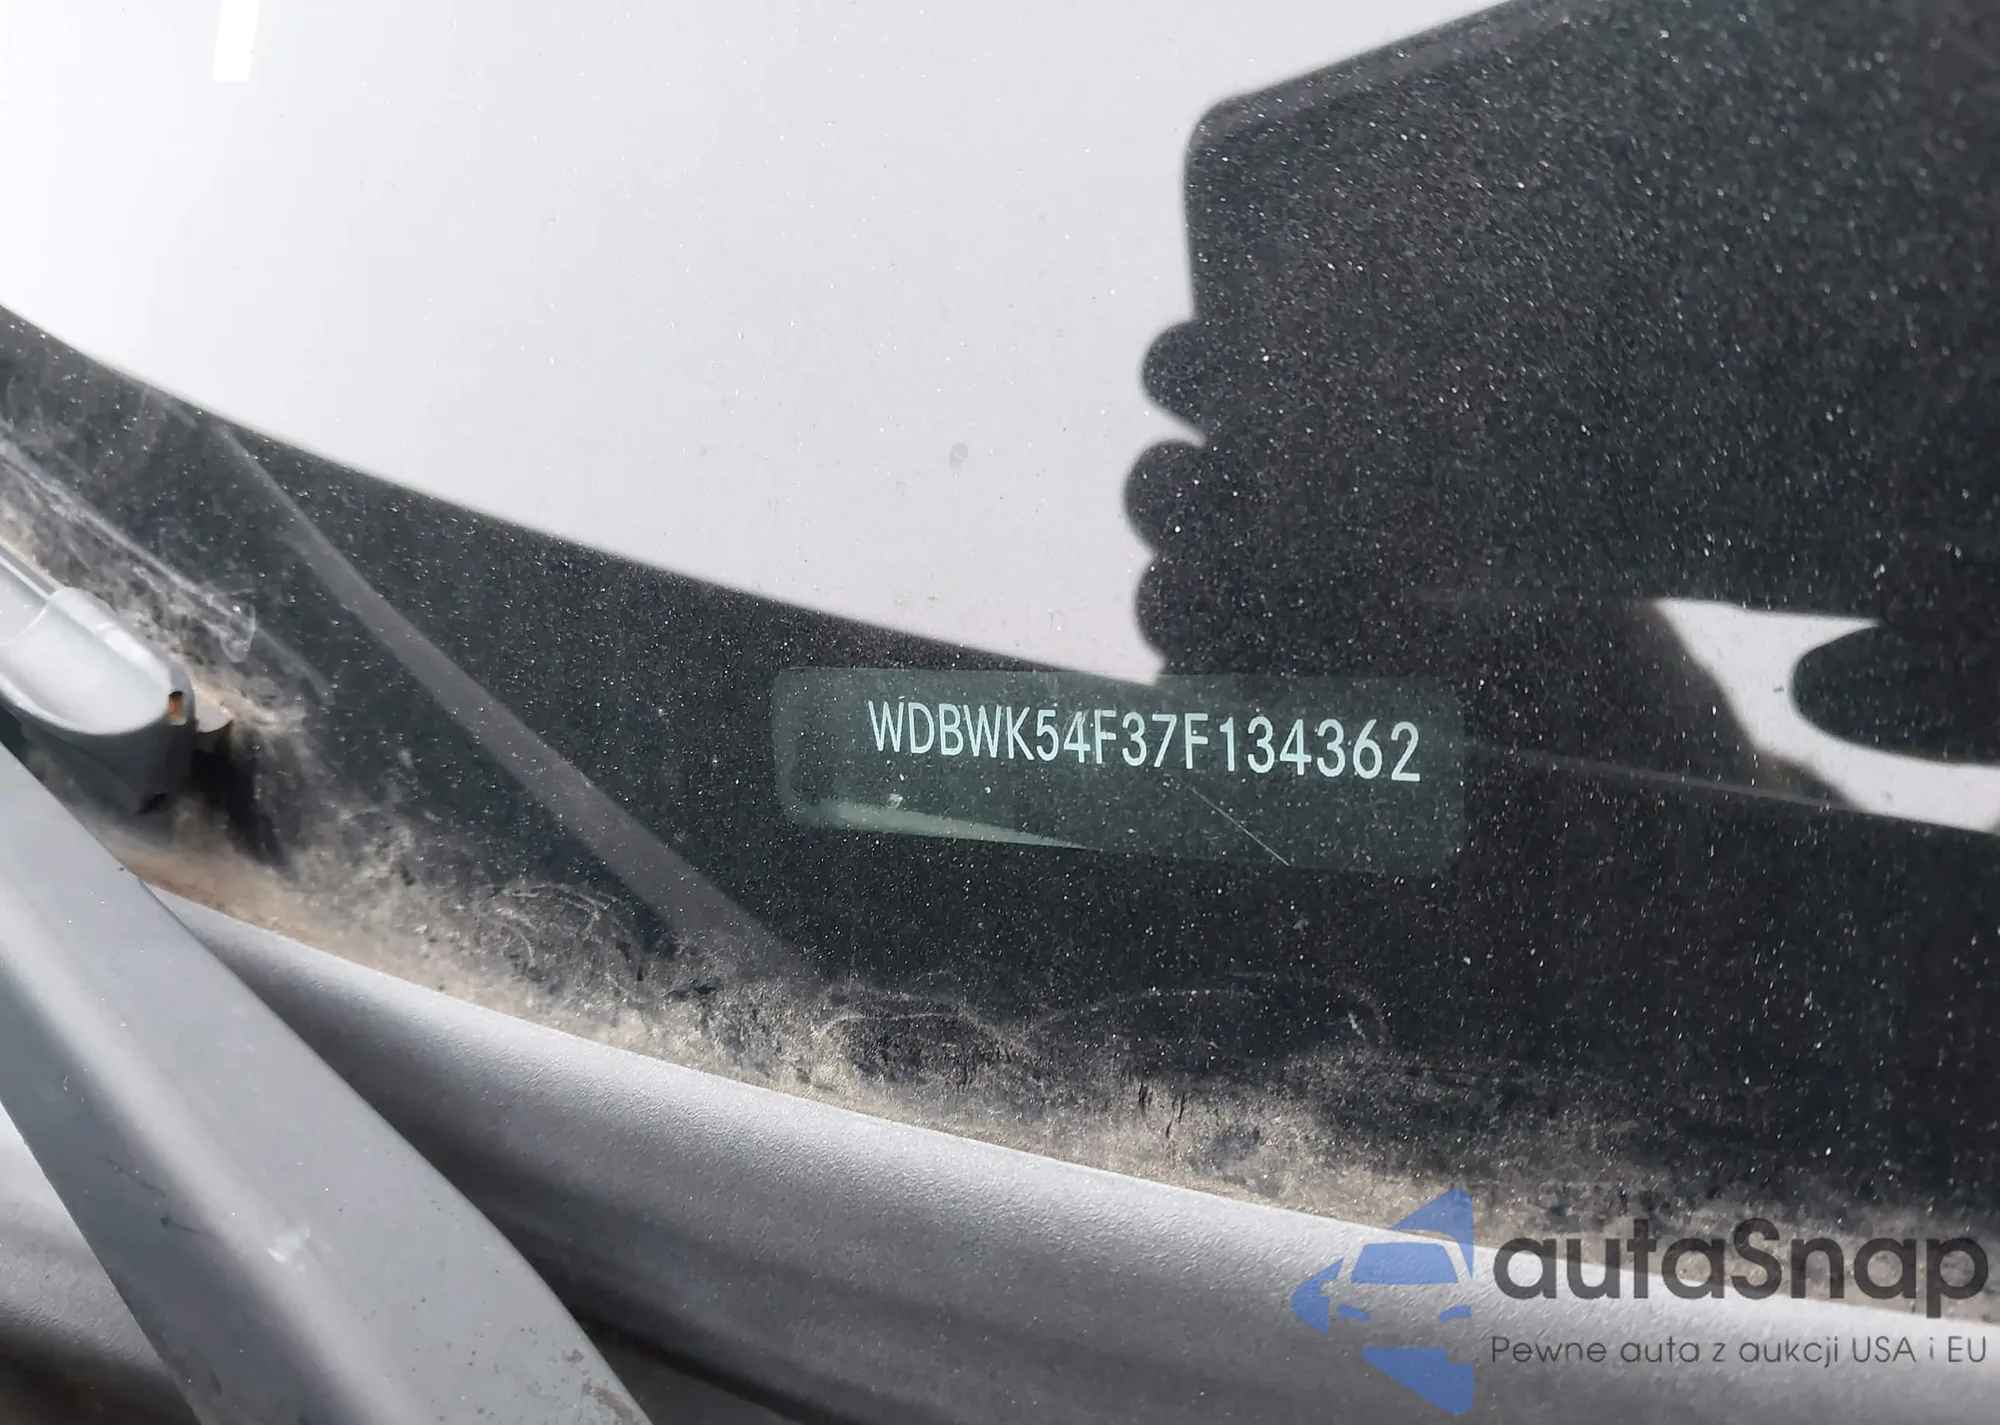 WDBWK54F37F134362
autaSnap
Pewne auta z aukcji USA i EU